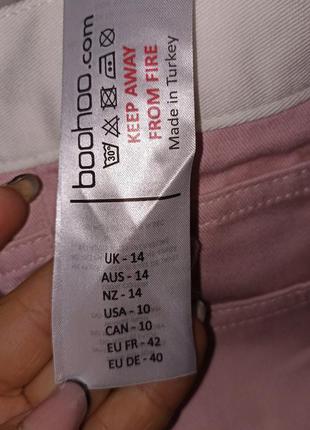 boohoo.com
30°
KEEP AWAY
FROM FIRE
Made in Turkey
UK - 14
AUS - 14
NZ - 14
USA - 10
CAN - 10
EU FR - 42
EU DE - 40